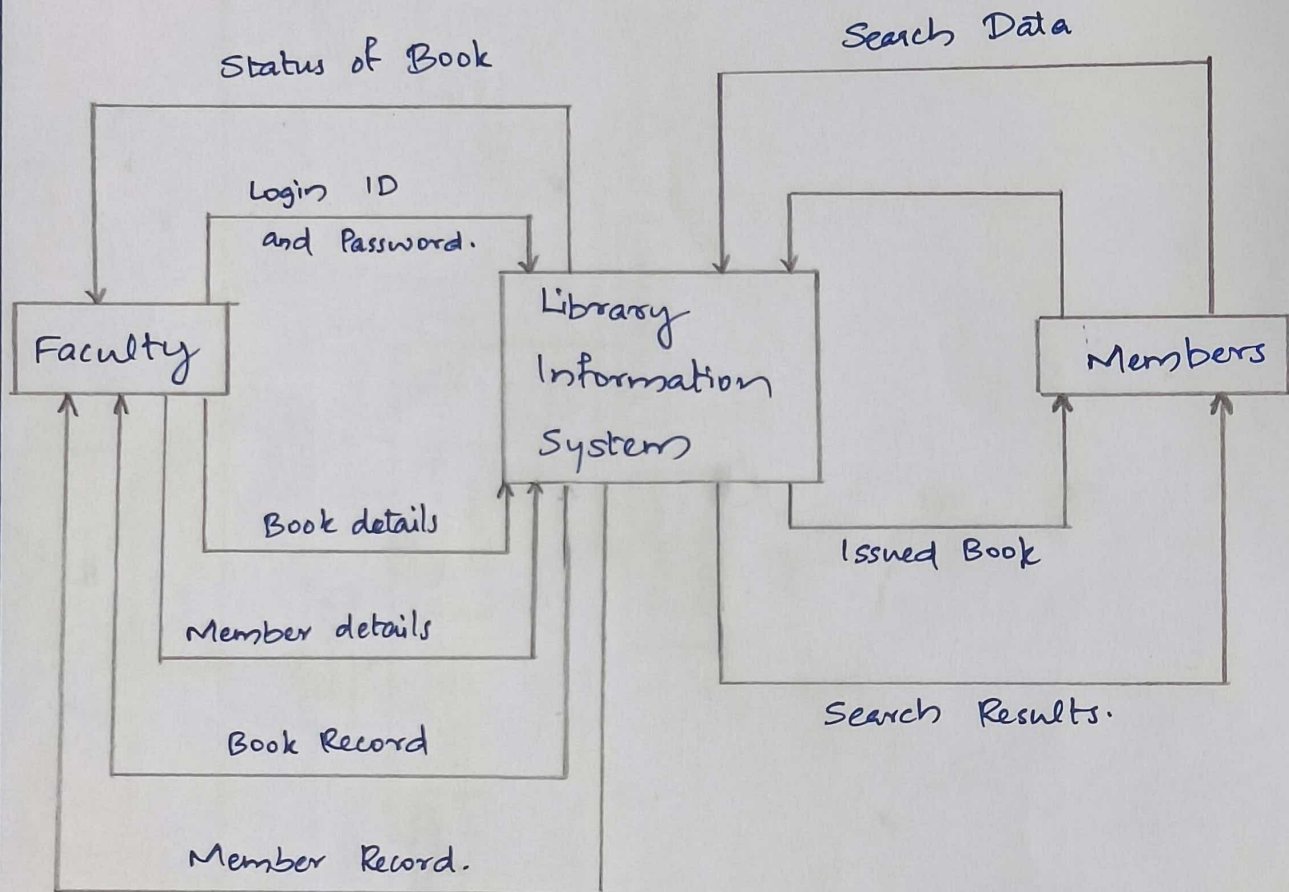 Search Data
Status of Book
Login ID
and Password.
Library
Information
System
Faculty
Members
Book details
Issued Book
Member details
Search Results.
Book Record
Member Record.